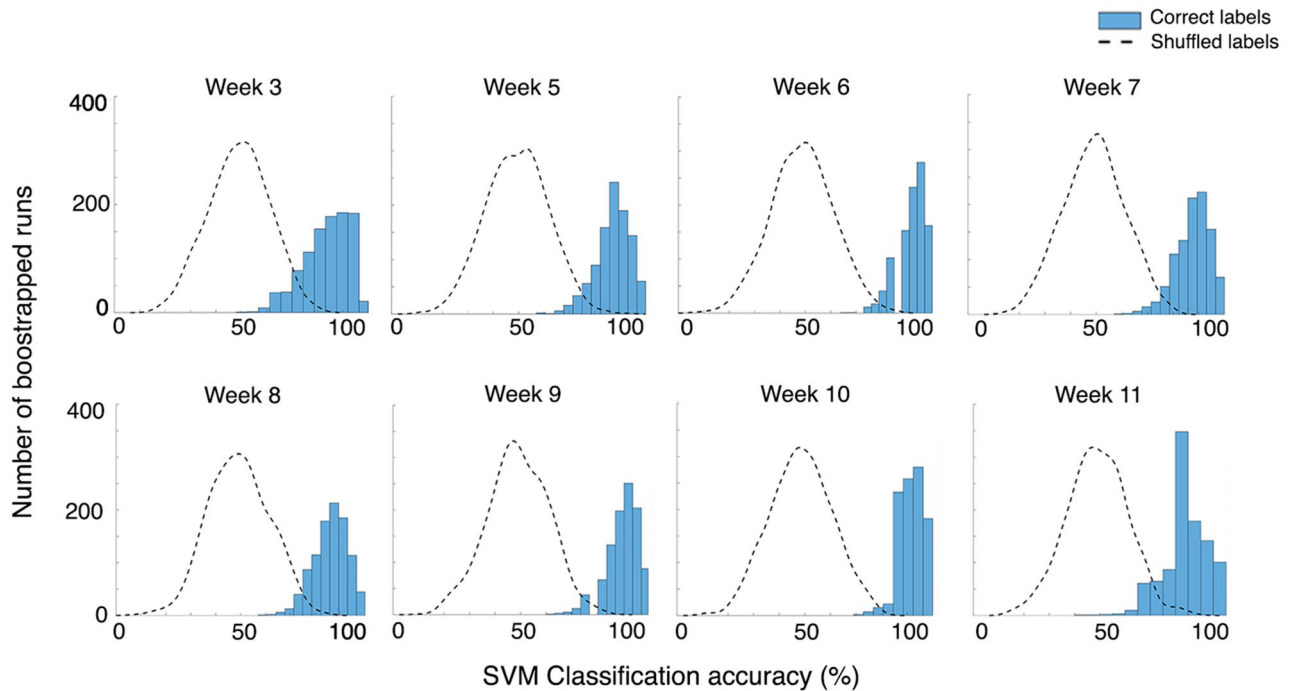 Correct labels
Shuffled labels
Week 3
Week 5
Week 6
Week 7
400
200
0
0 50 100
0 50 100
0 50 100
0 50 100
Number of boostrapped runs
Week 8
Week 9
Week 10
Week 11
400
200
0
0 50 100
0 50 100
0 50 100
0 50 100
SVM Classification accuracy (%)